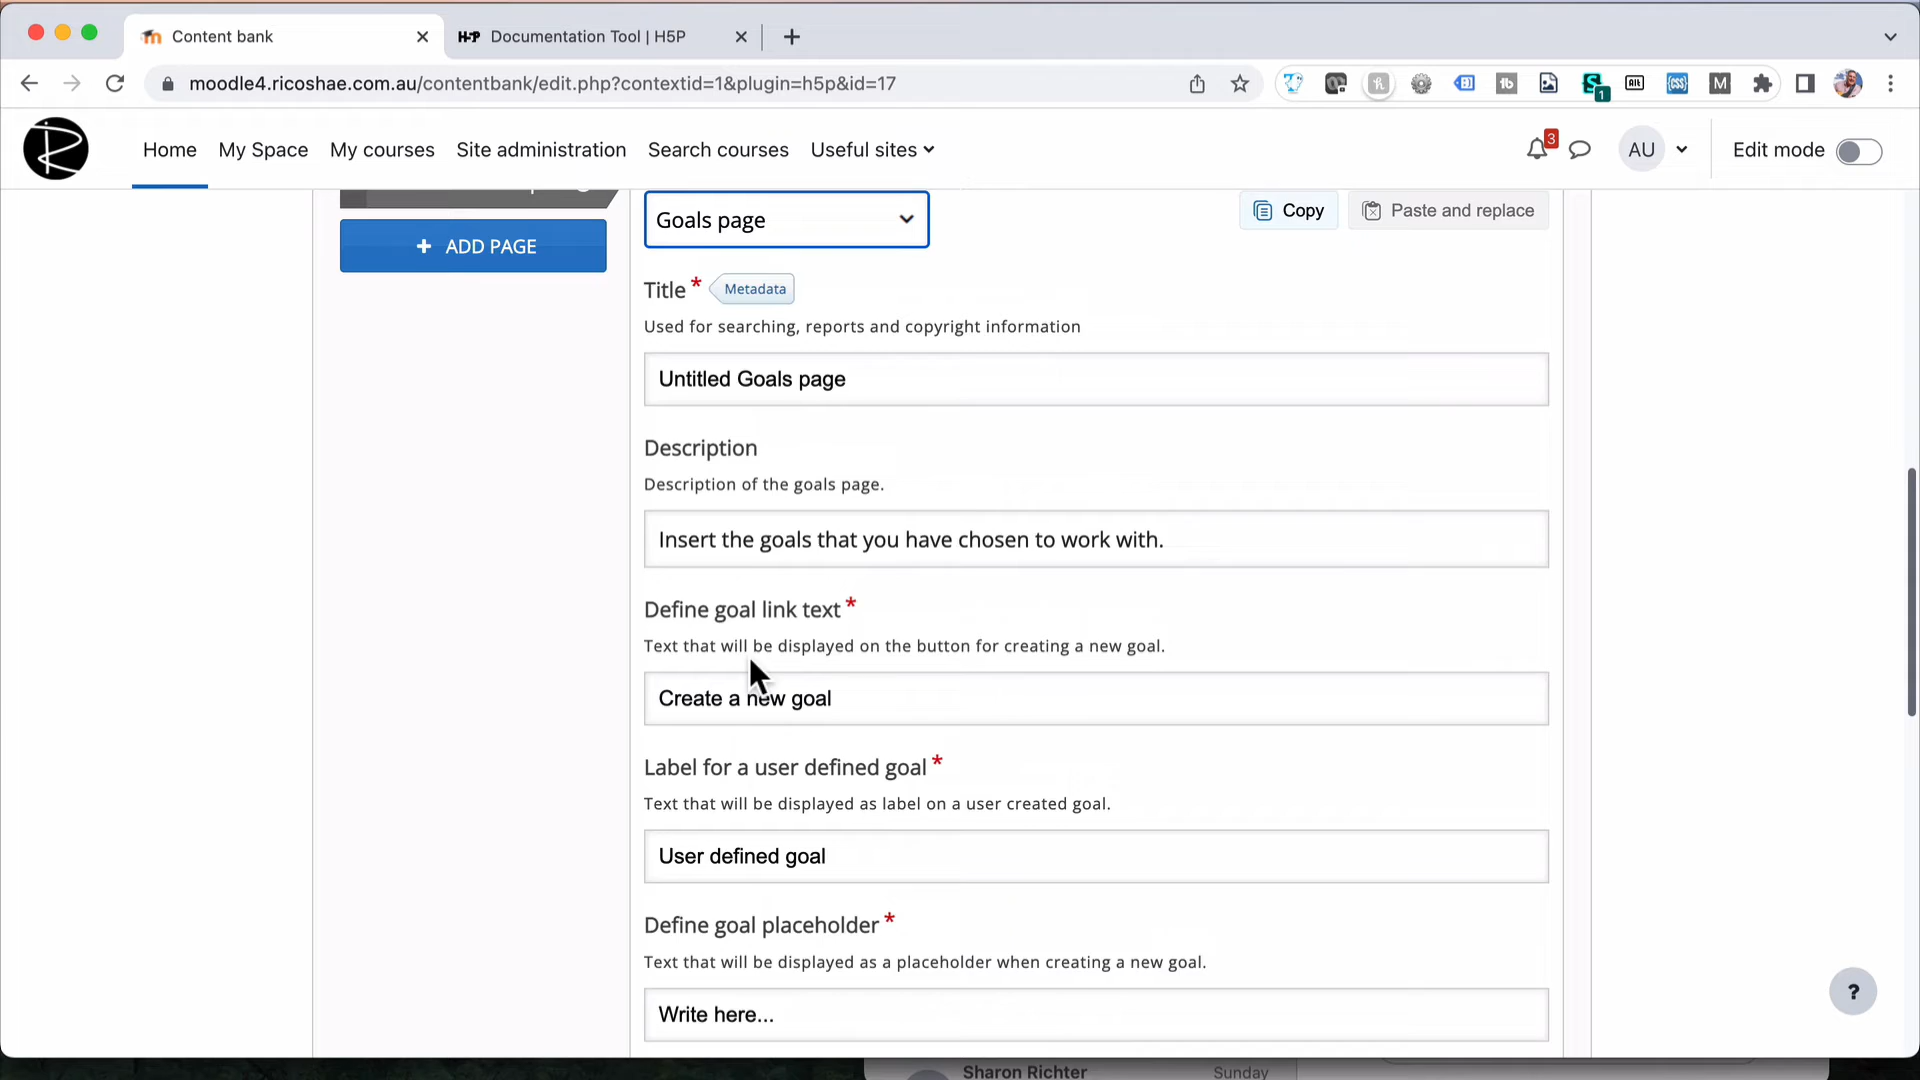 Content bank
H-P Documentation Tool | H5P
moodle4.ricoshae.com.au/contentbank/edit.php?contextid=1&plugin=h5p&id=17
1
tb
Alt
CSS
M
Home My Space My courses Site administration Search courses Useful sites
3
AU
Edit mode
+ ADD PAGE
Goals page
Copy
Paste and replace
Title * Metadata
Used for searching, reports and copyright information
Untitled Goals page
Description
Description of the goals page.
Insert the goals that you have chosen to work with.
Define goal link text *
Text that will be displayed on the button for creating a new goal.
Create a new goal
Label for a user defined goal *
Text that will be displayed as label on a user created goal.
User defined goal
Define goal placeholder *
Text that will be displayed as a placeholder when creating a new goal.
Write here...
?
Sharon Richter Sunday